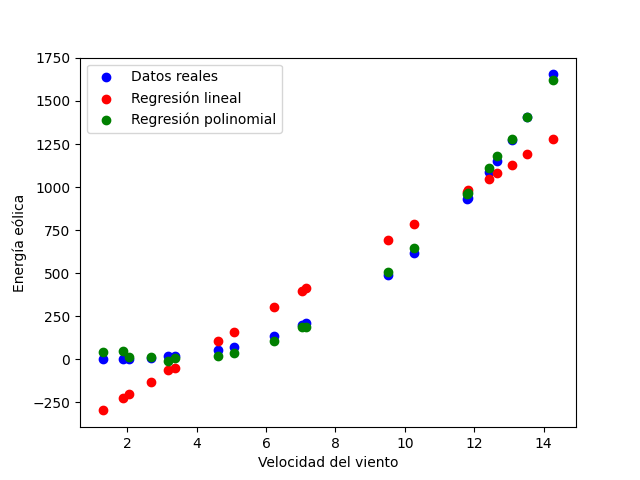 1750
1500
1250
1000
750
500
250
0
−250
Energía eólica
Datos reales
Regresión lineal
Regresión polinomial
2 4 6 8 10 12 14
Velocidad del viento